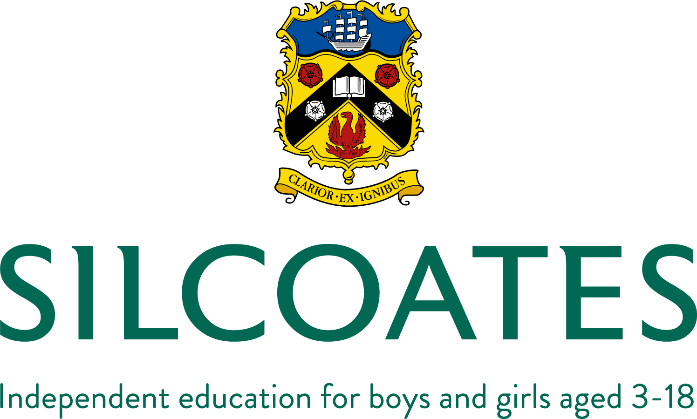 CLARIOR·EX·IGNIBUS
SILCOATES
Independent education for boys and girls aged 3-18